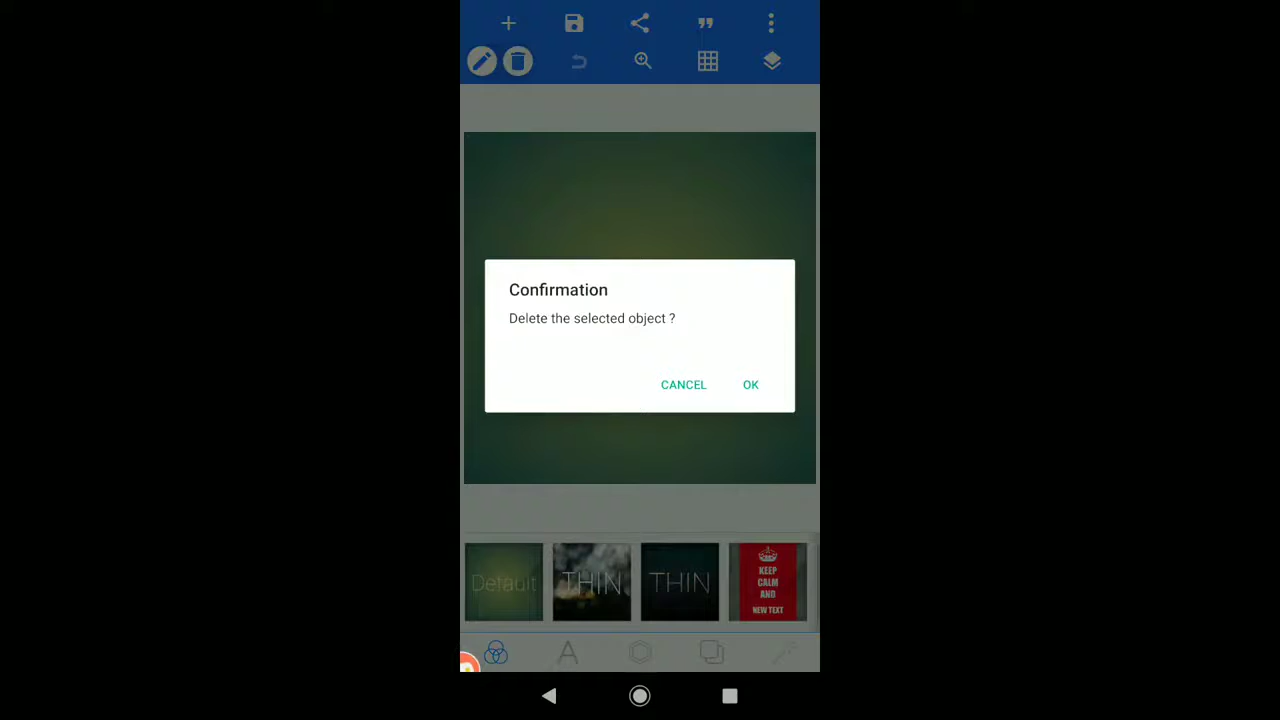 Confirmation
Delete the selected object ?
CANCEL OK
Default
THIN
THIN
KEEP
CALM
AND
NEW TEXT